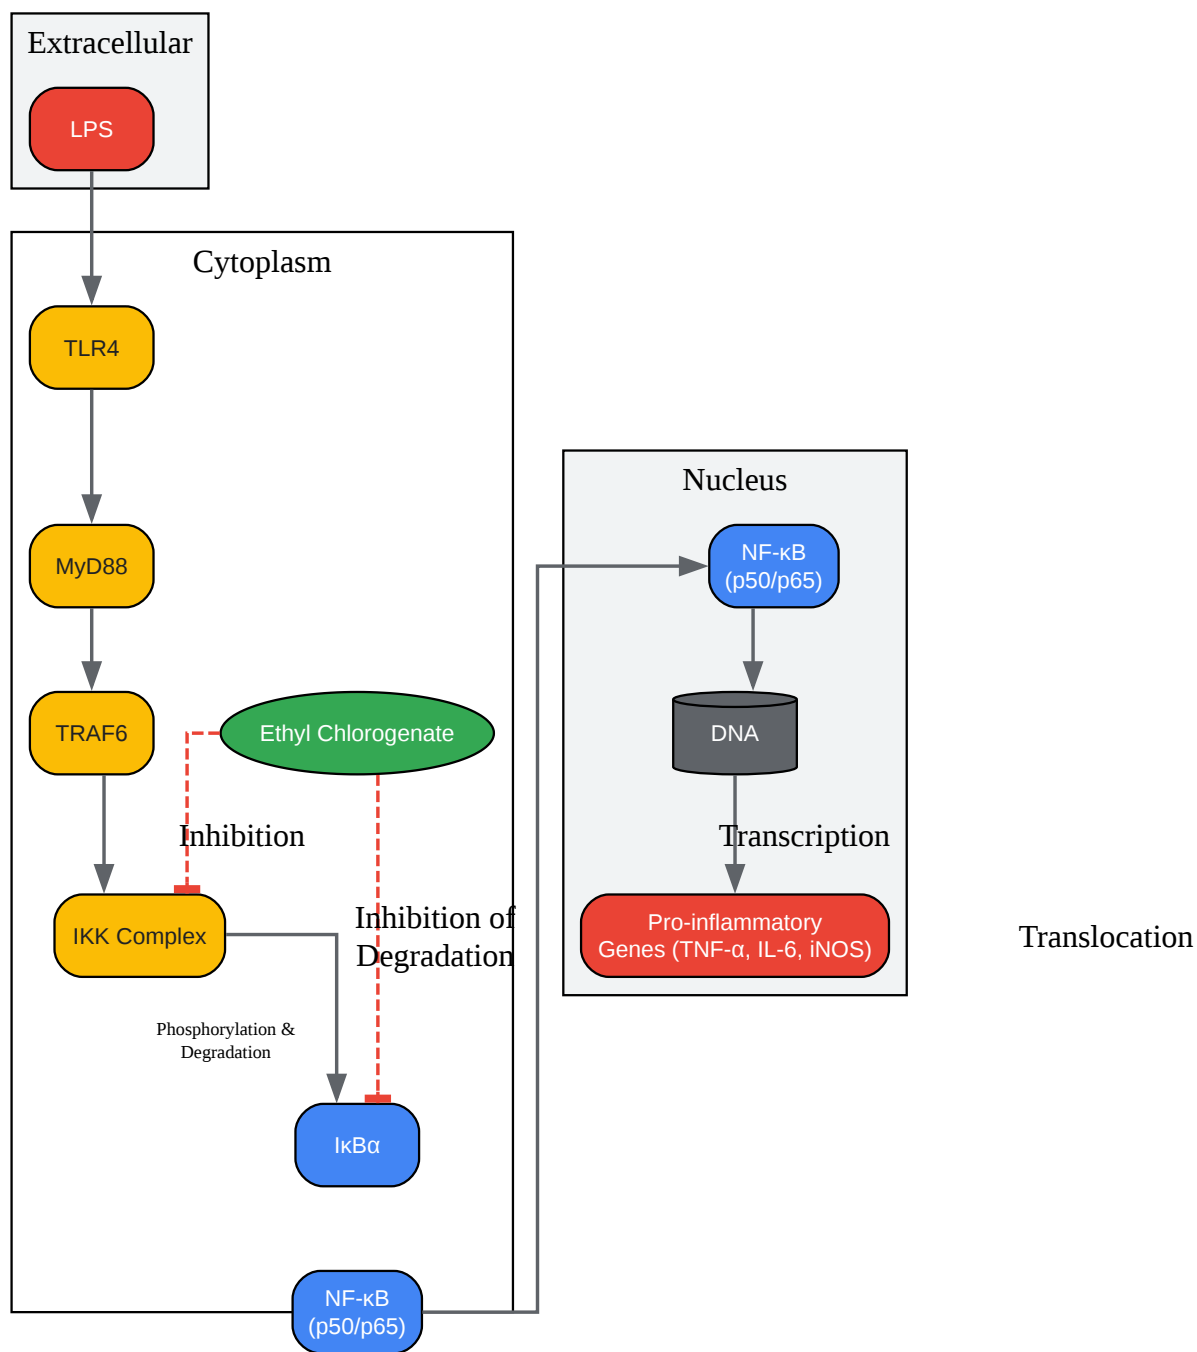 Extracellular
LPS
Cytoplasm
TLR4
Nucleus
NF-κB
(p50/p65)
MyD88
TRAF6
Ethyl Chlorogenate
DNA
Inhibition
Transcription
Inhibition of
Degradation
IKK Complex
Pro-inflammatory
Genes (TNF-α, IL-6, iNOS)
Translocation
Phosphorylation &
Degradation
IκBα
NF-κB
(p50/p65)